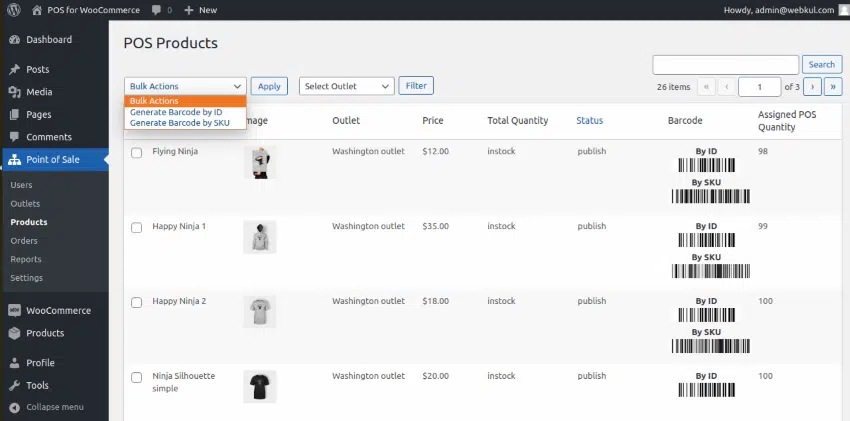 POS for WooCommerce 0 New Howdy, admin@webkul.com
Dashboard
Posts
Media
Pages
Comments
Point of Sale
Users
Outlets
Products
Orders
Reports
Settings
WooCommerce
Products
Profile
Tools
Collapse menu
POS Products
Search
Bulk Actions Apply Select Outlet Filter 26 items « ‹ 1 of 3 › »
Bulk Actions
Generate Barcode by ID
Generate Barcode by SKU
mage Outlet Price Total Quantity Status Barcode Assigned POS
Quantity
Flying Ninja Washington outlet $12.00 instock publish By ID 98
By SKU
Happy Ninja 1 Washington outlet $35.00 instock publish By ID 99
By SKU
Happy Ninja 2 Washington outlet $18.00 instock publish By ID 100
By SKU
Ninja Silhouette Washington outlet $20.00 instock publish By ID 100
simple